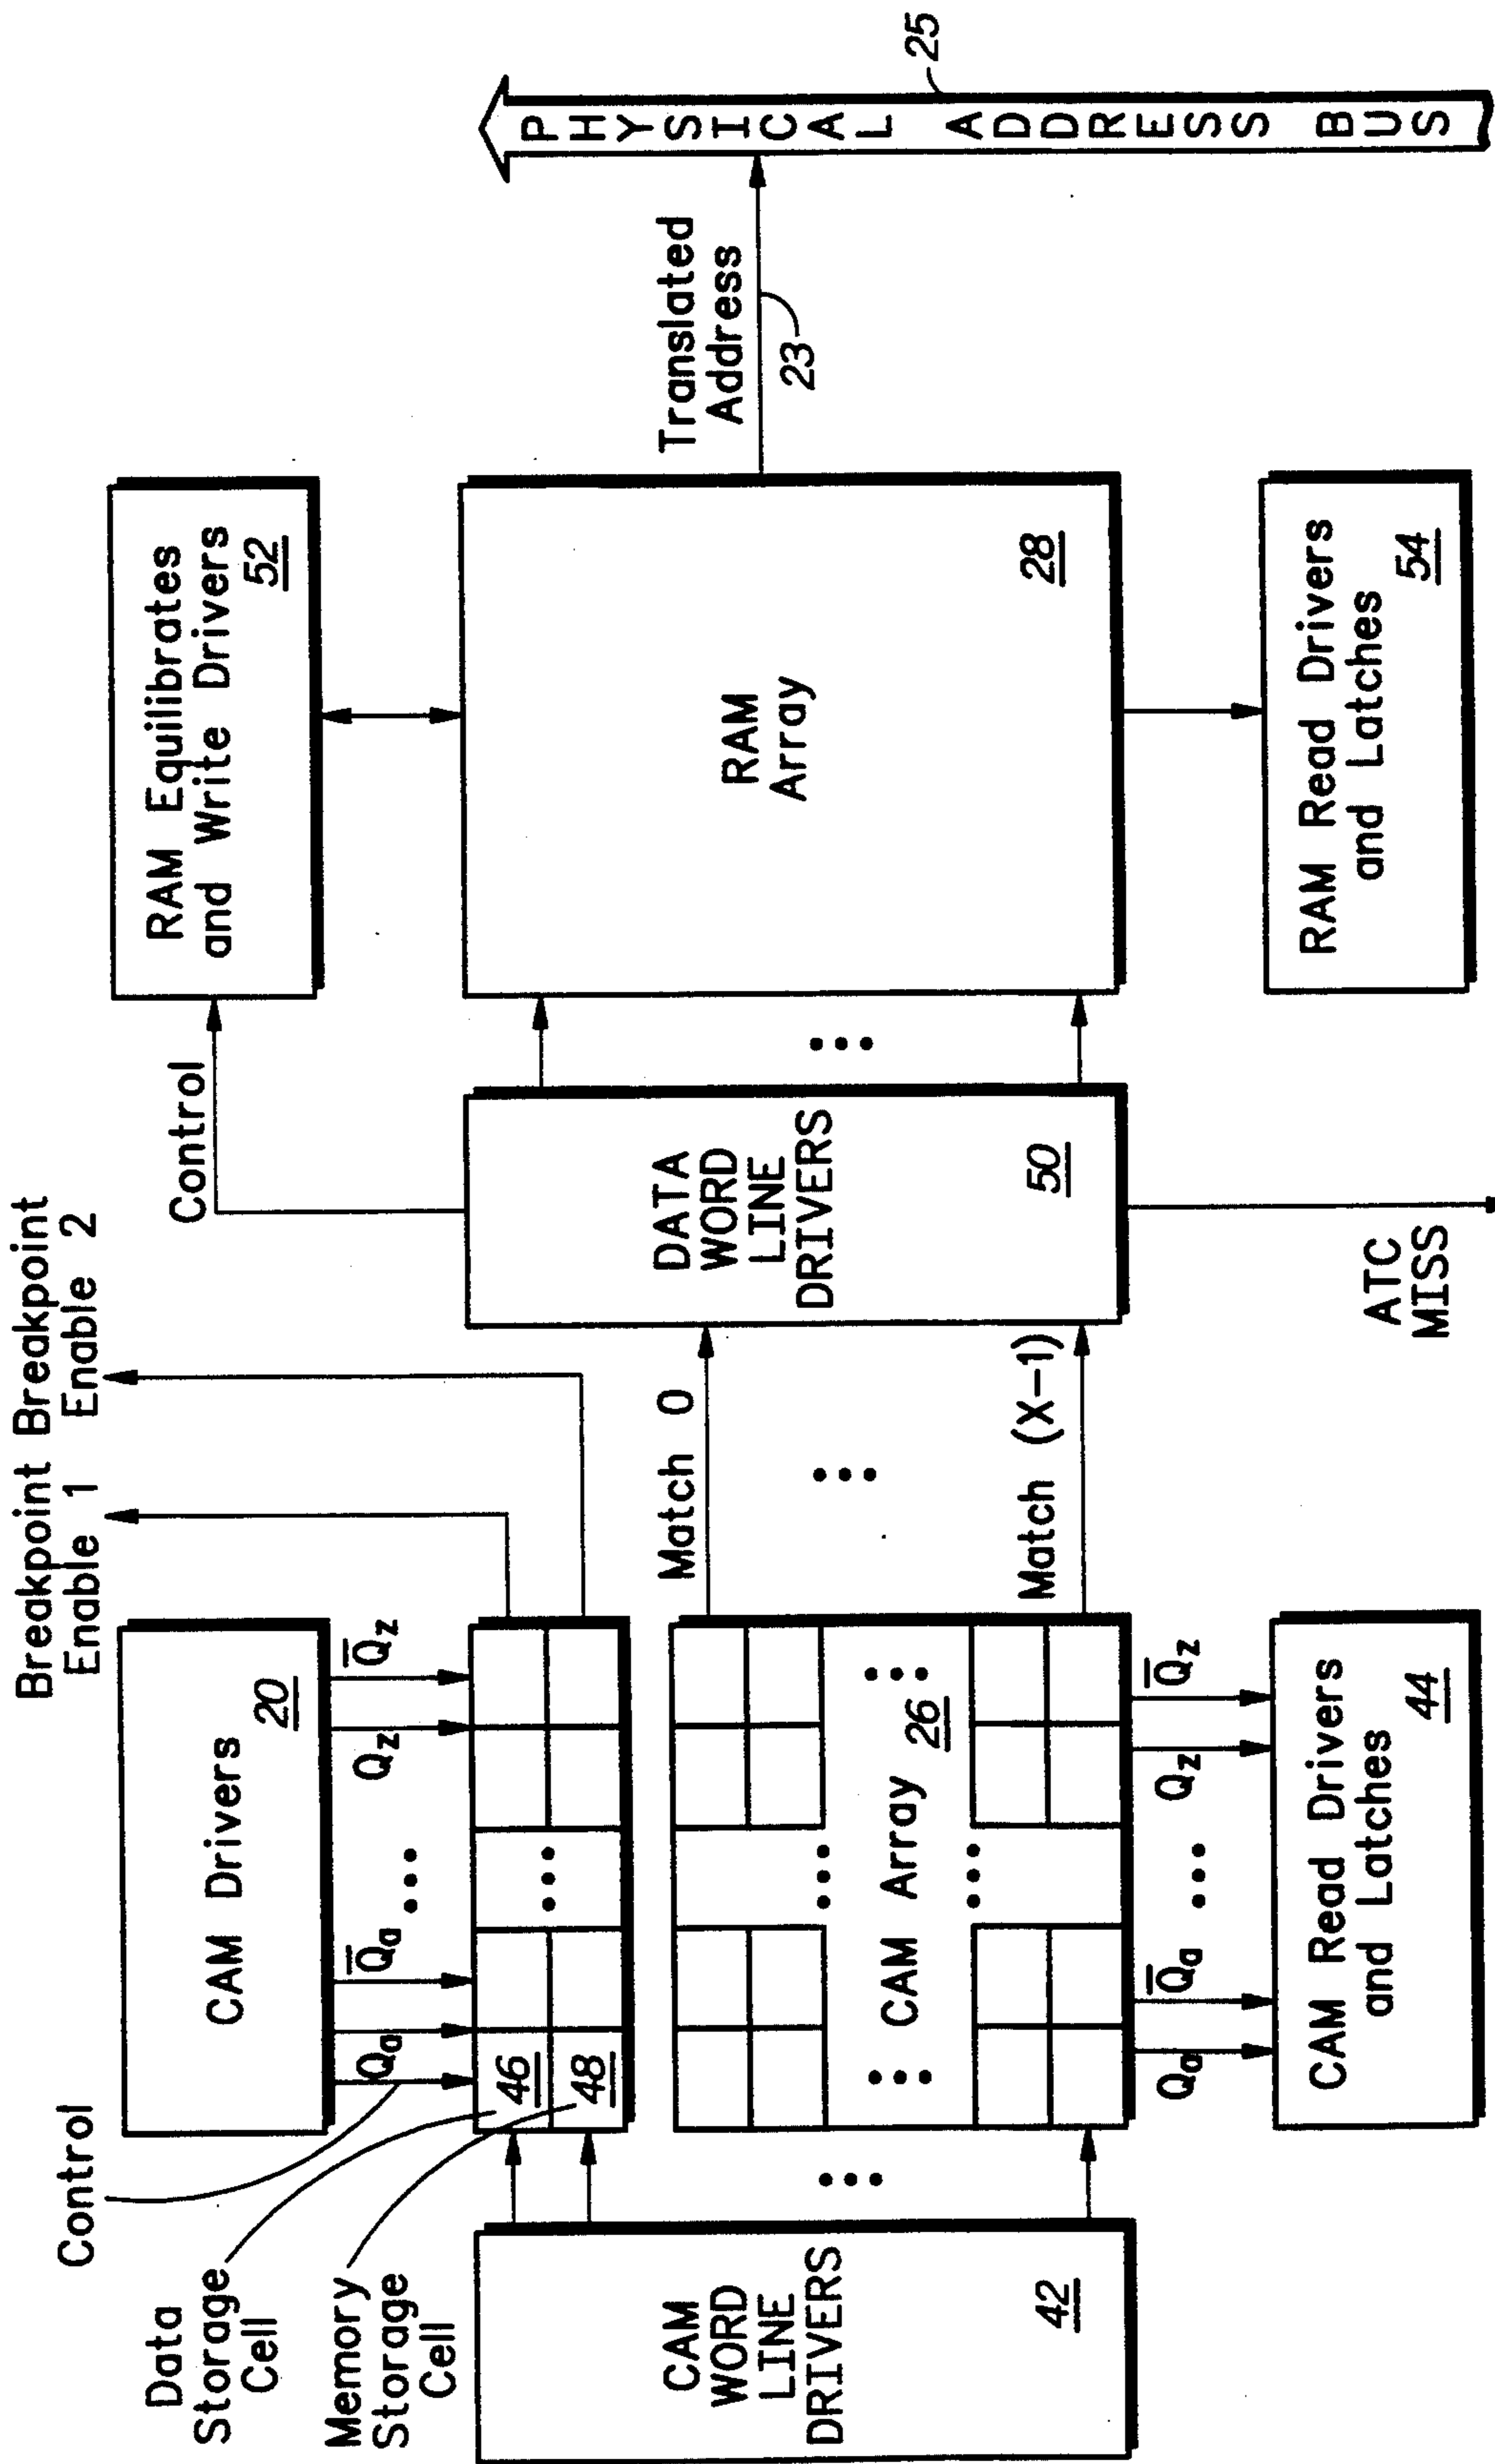 Control
Data
Storage
Cell
Memory
Storage
Cell
CAM
WORD
LINE
DRIVERS
42
CAM Drivers
20
Qa
Q̅a
Qz
Q̅z
46
48
Breakpoint
Enable 1
Breakpoint
Enable 2
CAM Array
26
Qa
Q̅a
Qz
Q̅z
CAM Read Drivers
and Latches
44
Match 0
Match (X-1)
Control
DATA
WORD
LINE
DRIVERS
50
ATC
MISS
RAM Equilibrates
and Write Drivers
52
RAM
Array
28
RAM Read Drivers
and Latches
54
Translated
Address
23
PHYSICAL ADDRESS BUS
25